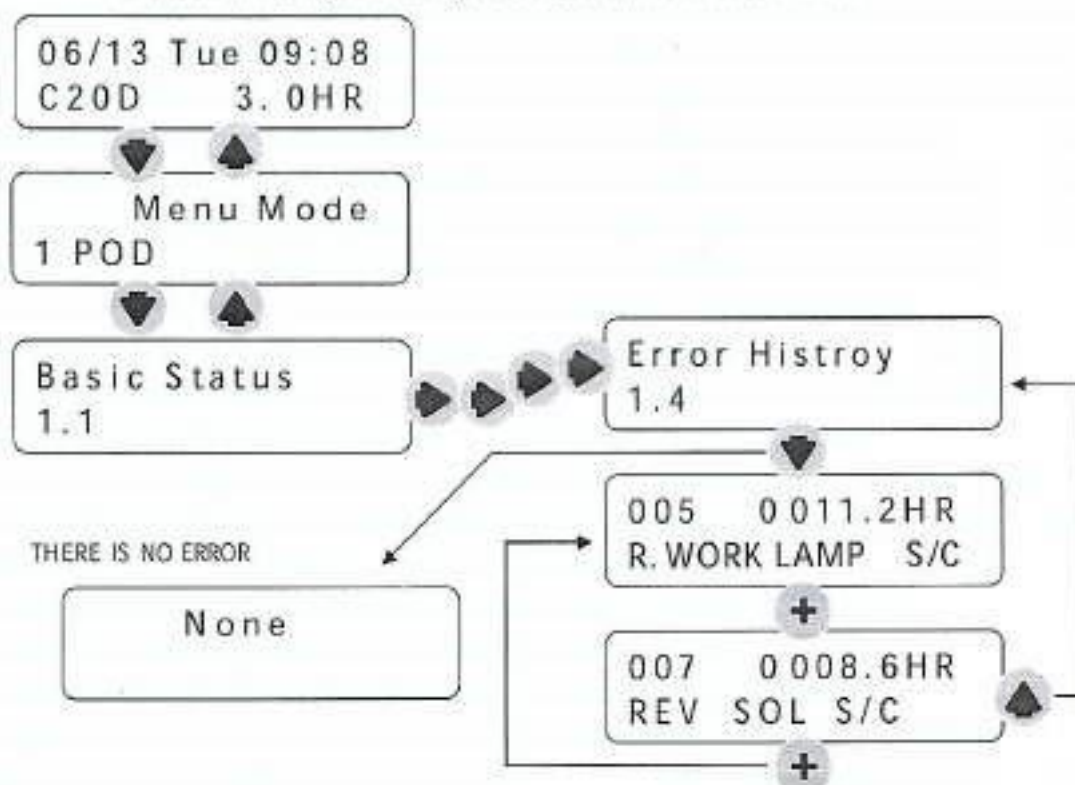 06/13 Tue 09:08
C20D 3.0HR
Menu Mode
1 POD
Basic Status
1.1
Error Histroy
1.4
005 0011.2HR
R.WORK LAMP S/C
THERE IS NO ERROR
None
007 0008.6HR
REV SOL S/C